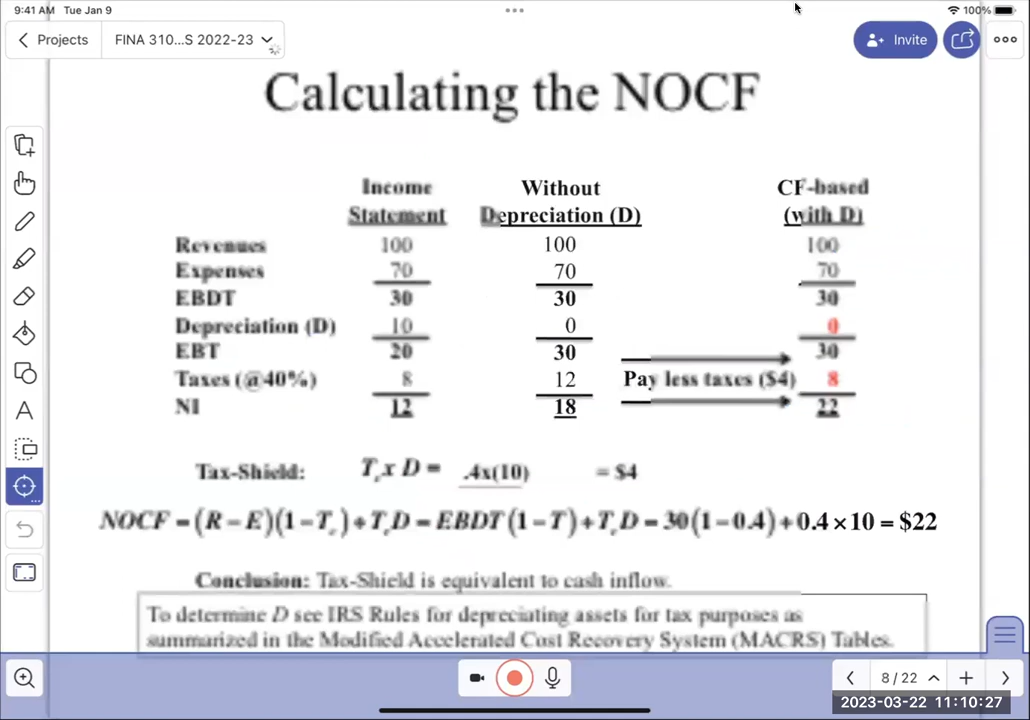 9:41 AM Tue Jan 9
100%
Projects
FINA 310...S 2022-23
Invite
Calculating the NOCF
Income Without CF-based
Statement Depreciation (D) (with D)
Revenues 100 100 100
Expenses 70 70 70
EBDT 30 30 30
Depreciation (D) 10 0 0
EBT 20 30 30
Taxes (@40%) 8 12 Pay less taxes ($4) 8
NI 12 18 22
Tax-Shield: TcxD = .4x(10) = $4
NOCF = (R − E)(1 − Tc) + TcD = EBDT(1 − T) + TcD = 30(1 − 0.4) + 0.4 × 10 = $22
Conclusion: Tax-Shield is equivalent to cash inflow.
To determine D see IRS Rules for depreciating assets for tax purposes as
summarized in the Modified Accelerated Cost Recovery System (MACRS) Tables.
8 / 22
2023-03-22 11:10:27
A